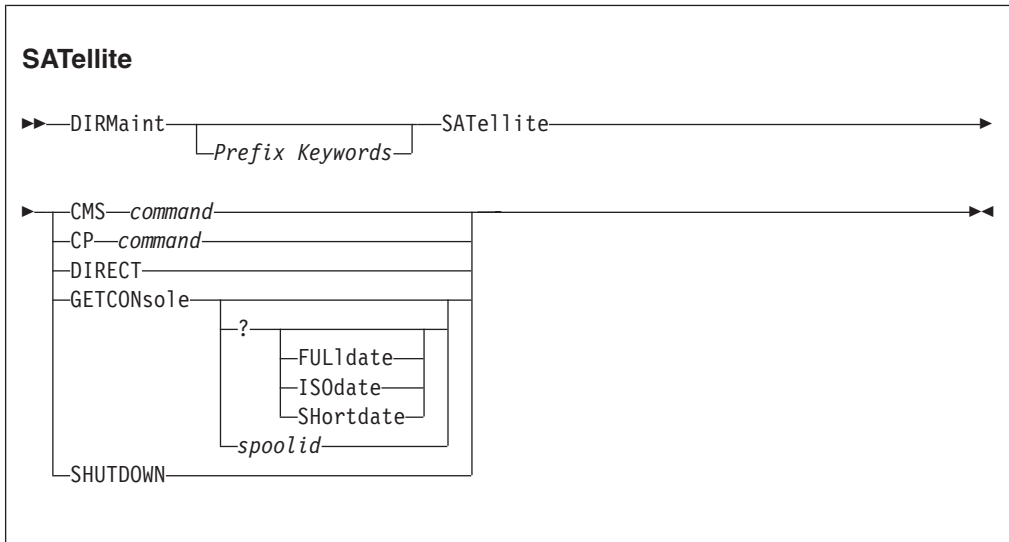 SATellite
DIRMaint SATellite
Prefix Keywords
CMS command
CP command
DIRECT
GETCONsole
?
FULldate
ISOdate
SHortdate
spoolid
SHUTDOWN